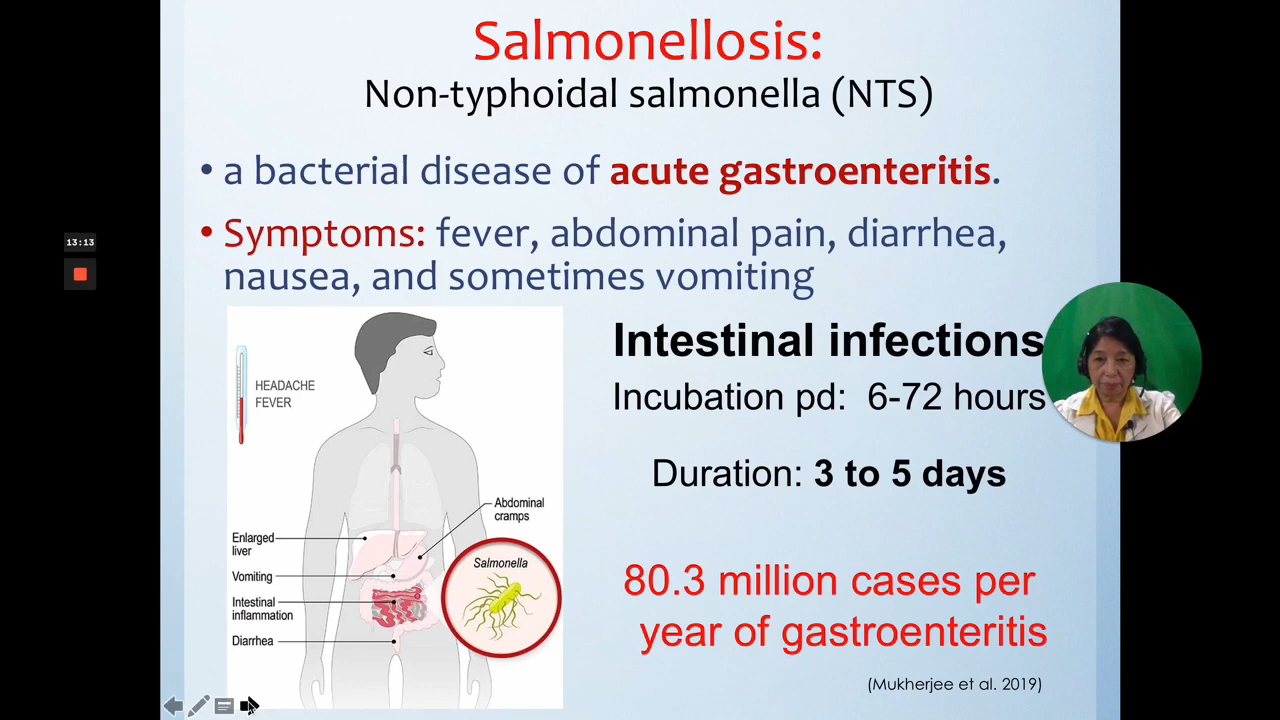 Salmonellosis:
Non-typhoidal salmonella (NTS)
• a bacterial disease of acute gastroenteritis.
• Symptoms: fever, abdominal pain, diarrhea,
nausea, and sometimes vomiting
13:13
HEADACHE
FEVER
Abdominal
cramps
Enlarged
liver
Vomiting
Intestinal
inflammation
Diarrhea
Salmonella
Intestinal infections
Incubation pd: 6-72 hours
Duration: 3 to 5 days
80.3 million cases per
year of gastroenteritis
(Mukherjee et al. 2019)